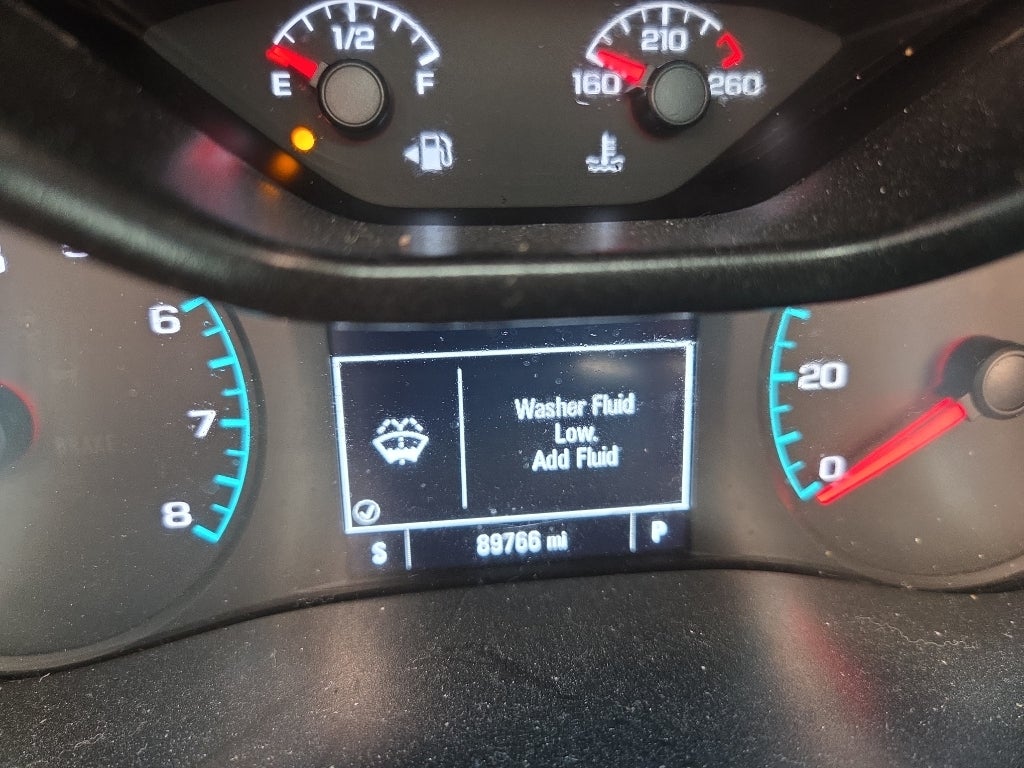 1/2
E F
210
160 260
6
7
8
20
0
Washer Fluid
Low.
Add Fluid
S 89766 mi P